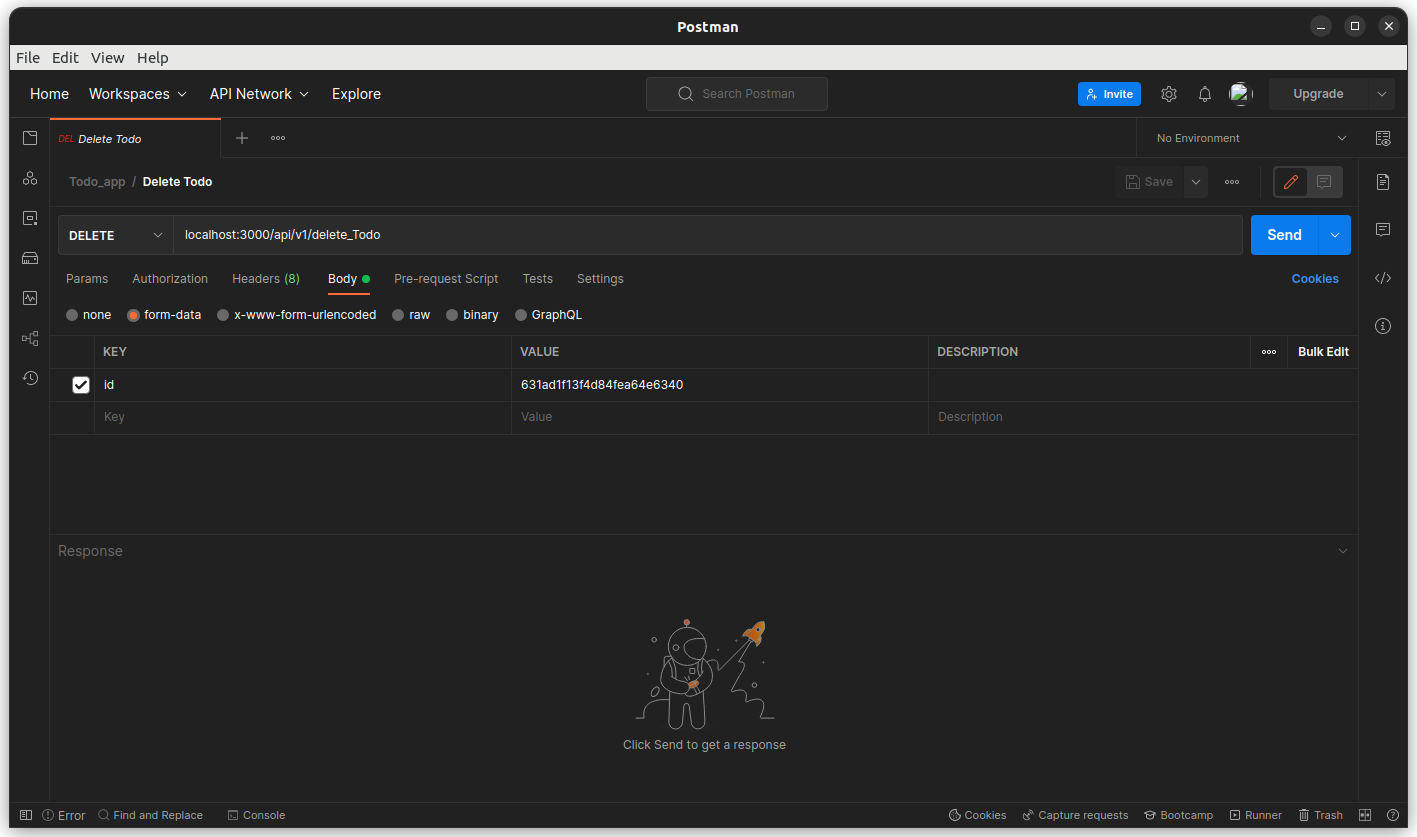 Postman
File Edit View Help
Home Workspaces API Network Explore Search Postman Invite Upgrade
DEL Delete Todo No Environment
Todo_app / Delete Todo Save
DELETE localhost:3000/api/v1/delete_Todo Send
Params Authorization Headers (8) Body Pre-request Script Tests Settings Cookies
none form-data x-www-form-urlencoded raw binary GraphQL
KEY VALUE DESCRIPTION Bulk Edit
id 631ad1f13f4d84fea64e6340
Key Value Description
Response
Click Send to get a response
Error Find and Replace Console Cookies Capture requests Bootcamp Runner Trash